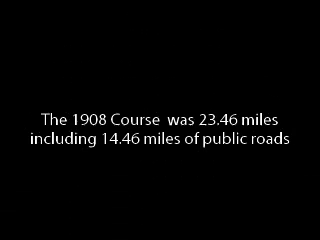 The 1908 Course  was 23.46 miles
including 14.46 miles of public roads